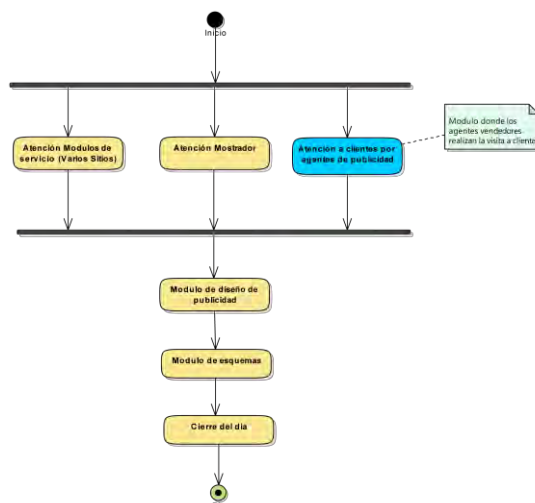 Inicio
Atención Modulos de
servicio (Varios Sitios)
Atención Mostrador
Atención a clientes por
agentes de publicidad
Modulo donde los
agentes vendedores
realizan la visita a cliente
Modulo de diseño de
publicidad
Modulo de esquemas
Cierre del dia